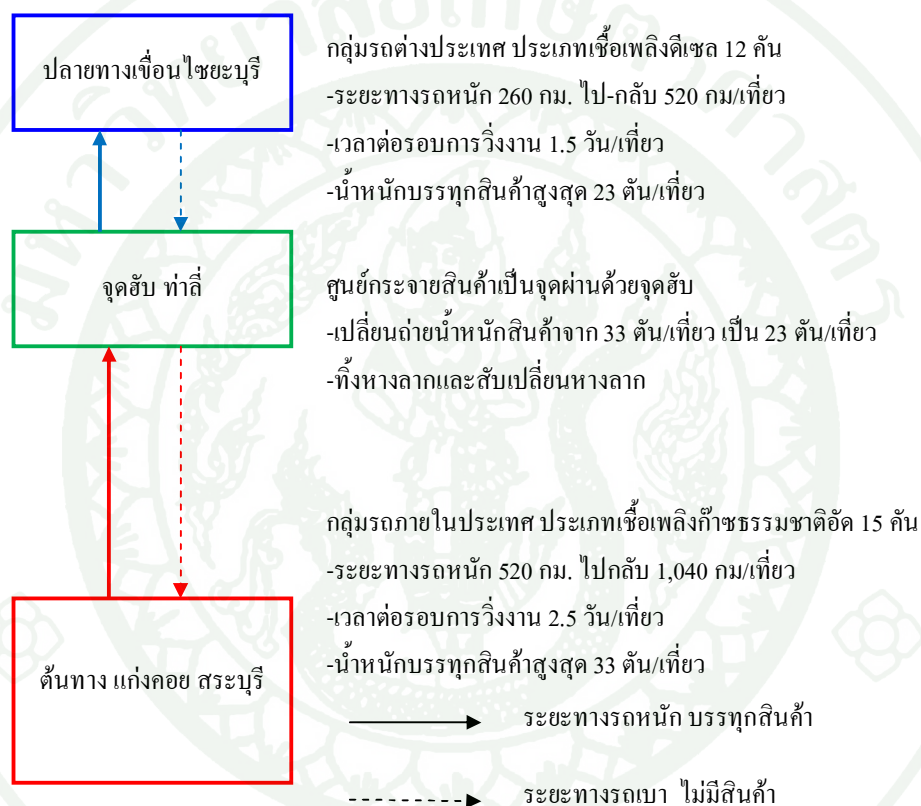 ปลายทางเขื่อนไซยะบุรี
กลุ่มรถต่างประเทศ ประเภทเชื้อเพลิงดีเซล 12 คัน
-ระยะทางรถหนัก 260 กม. ไป-กลับ 520 กม/เที่ยว
-เวลาต่อรอบการวิ่งงาน 1.5 วัน/เที่ยว
-น้ำหนักบรรทุกสินค้าสูงสุด 23 ตัน/เที่ยว
จุดฮับ ท่าลี่
ศูนย์กระจายสินค้าเป็นจุดผ่านด้วยจุดฮับ
-เปลี่ยนถ่ายน้ำหนักสินค้าจาก 33 ตัน/เที่ยว เป็น 23 ตัน/เที่ยว
-ทิ้งหางลากและสับเปลี่ยนหางลาก
กลุ่มรถภายในประเทศ ประเภทเชื้อเพลิงก๊าซธรรมชาติอัด 15 คัน
-ระยะทางรถหนัก 520 กม. ไปกลับ 1,040 กม/เที่ยว
-เวลาต่อรอบการวิ่งงาน 2.5 วัน/เที่ยว
-น้ำหนักบรรทุกสินค้าสูงสุด 33 ตัน/เที่ยว
ต้นทาง แก่งคอย สระบุรี
ระยะทางรถหนัก บรรทุกสินค้า
ระยะทางรถเบา ไม่มีสินค้า